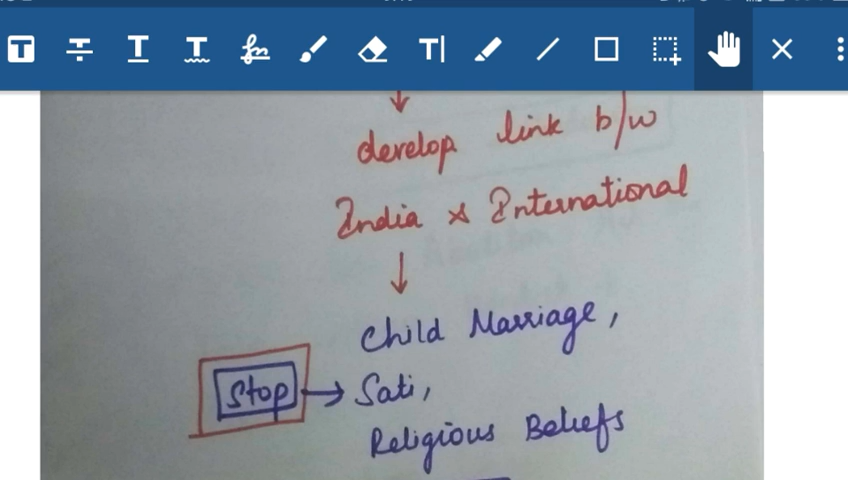 develop link b/w
India & International
Child Marriage,
Stop → Sati,
Religious Beliefs